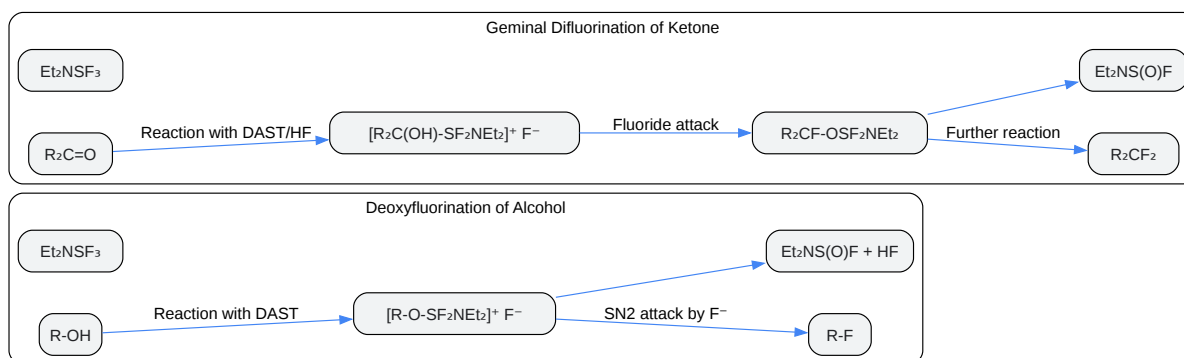 Geminal Difluorination of Ketone
Et₂NSF₃
Et₂NS(O)F
Reaction with DAST/HF
[R₂C(OH)-SF₂NEt₂]⁺ F⁻
Fluoride attack
R₂CF-OSF₂NEt₂
Further reaction
R₂C=O
R₂CF₂
Deoxyfluorination of Alcohol
Et₂NSF₃
Et₂NS(O)F + HF
Reaction with DAST
[R-O-SF₂NEt₂]⁺ F⁻
SN2 attack by F⁻
R-OH
R-F